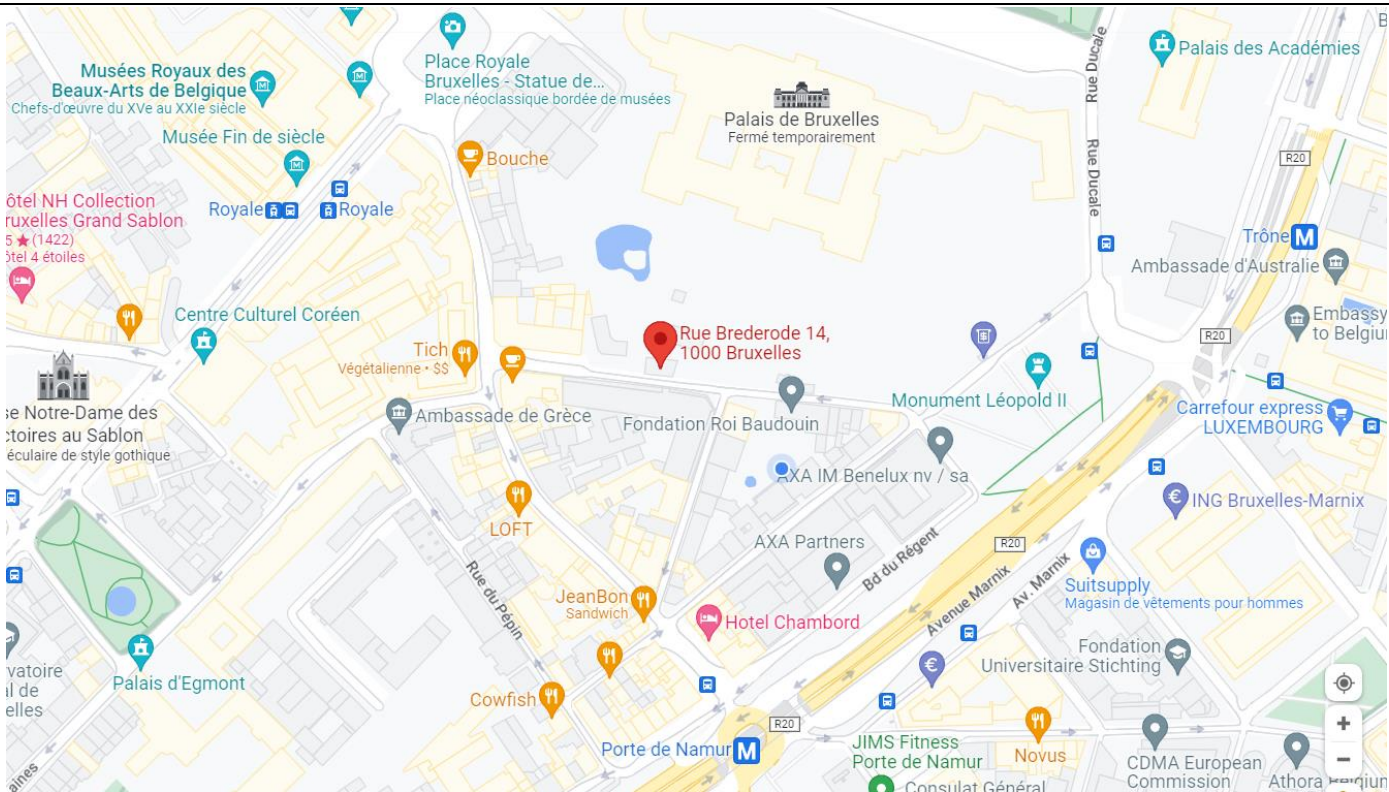 Musées Royaux des
Beaux-Arts de Belgique
Chefs-d'œuvre du XVe au XXIe siècle
Musée Fin de siècle
Place Royale
Bruxelles - Statue de...
Place néoclassique bordée de musées
Palais de Bruxelles
Fermé temporairement
Rue Ducale
Rue Ducale
Palais des Académies
R20
Bouche
ôtel NH Collection
ruxelles Grand Sablon
5 ★ (1422)
ôtel 4 étoiles
Royale
Royale
Trône M
Ambassade d'Australie
Embassy
to Belgiu
R20
Centre Culturel Coréen
Tich
Végétalienne • $$
Rue Brederode 14,
1000 Bruxelles
Monument Léopold II
se Notre-Dame des
ctoires au Sablon
éculaire de style gothique
Ambassade de Grèce
Fondation Roi Baudouin
Carrefour express
LUXEMBOURG
AXA IM Benelux nv / sa
ING Bruxelles-Marnix
LOFT
AXA Partners
Bd du Régent
R20
Rue du Pépin
JeanBon
Sandwich
Avenue Marnix
Av. Marnix
Suitsupply
Magasin de vêtements pour hommes
Hotel Chambord
Fondation
Universitaire Stichting
vatoire
al de
elles
Palais d'Egmont
Cowfish
R20
Porte de Namur M
JIMS Fitness
Porte de Namur
Novus
CDMA European
Commission
Consulat Général
Athora Belgiun
aines